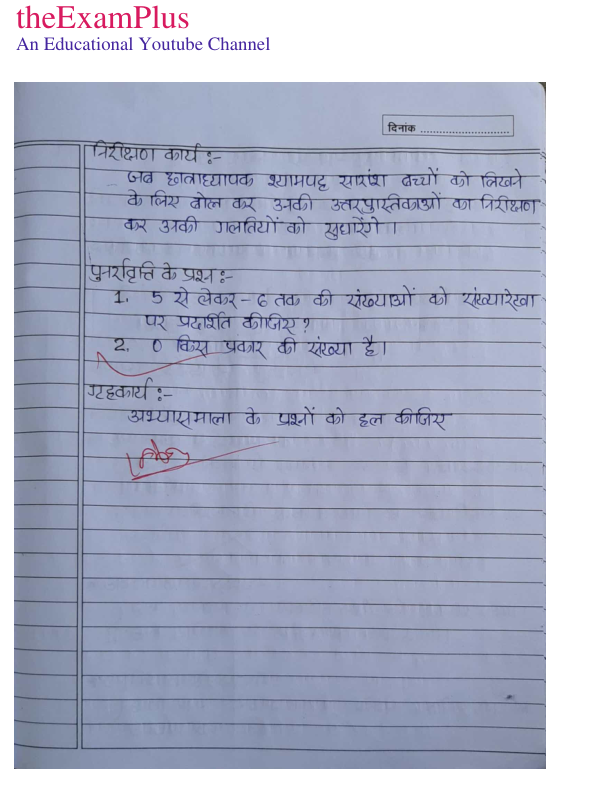 theExamPlus
An Educational Youtube Channel
दिनांक
निरीक्षण कार्य :-
जब छात्राध्यापक श्यामपट्ट सारांश बच्चों को लिखने
के लिए बोल कर उनकी उत्तरपुस्तिकाओं का निरीक्षण
कर उनकी गलतियों को सुधारेंगे ।
पुनरावृत्ति के प्रश्न :-
1. 5 से लेकर - 6 तक की संख्याओं को संख्यारेखा
पर प्रदर्शित कीजिए ?
2. 0 किस प्रकार की संख्या है।
गृहकार्य :-
अभ्यासमाला के प्रश्नों को हल कीजिए